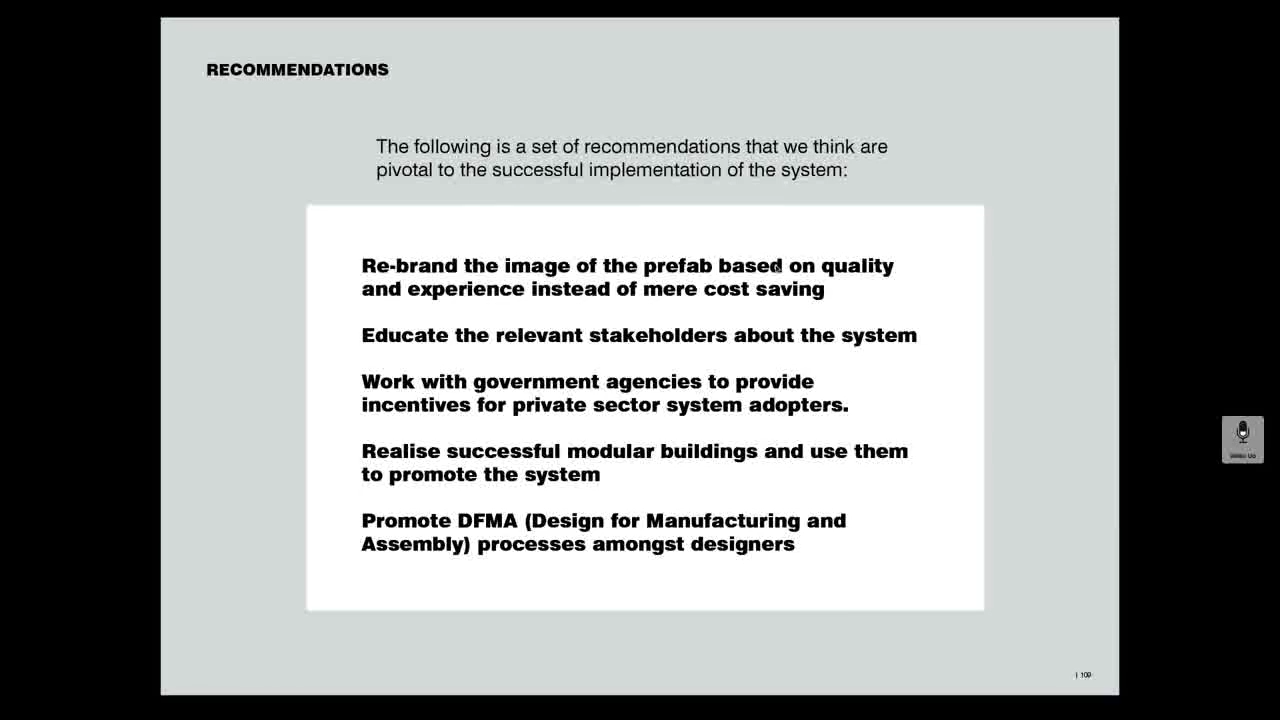 RECOMMENDATIONS
The following is a set of recommendations that we think are
pivotal to the successful implementation of the system:
Re-brand the image of the prefab based on quality
and experience instead of mere cost saving
Educate the relevant stakeholders about the system
Work with government agencies to provide
incentives for private sector system adopters.
Realise successful modular buildings and use them
to promote the system
Promote DFMA (Design for Manufacturing and
Assembly) processes amongst designers
| 109